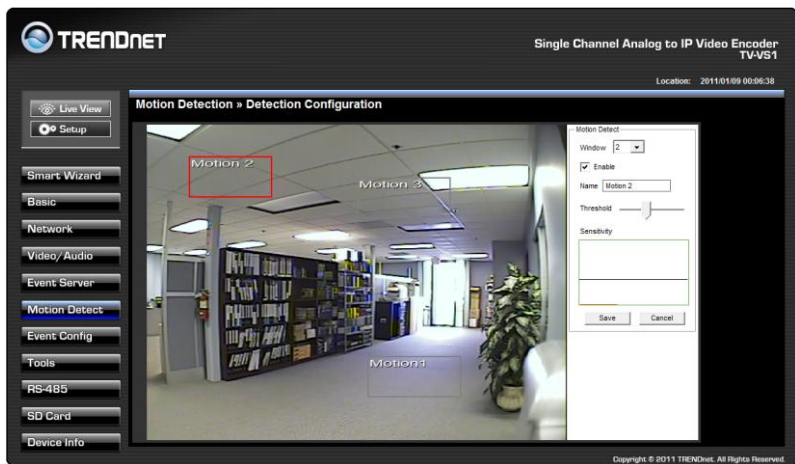 TRENDNET
Single Channel Analog to IP Video Encoder
TV-VS1
Location: 2011/01/09 00:06:38
Live View
Setup
Motion Detection » Detection Configuration
Smart Wizard
Basic
Network
Video/Audio
Event Server
Motion Detect
Event Config
Tools
RS-485
SD Card
Device Info
Motion 2
Motion 3
Motion1
Motion Detect
Window 2
Enable
Name Motion 2
Threshold
Sensitivity
Save Cancel
Copyright © 2011 TRENDnet. All Rights Reserved.